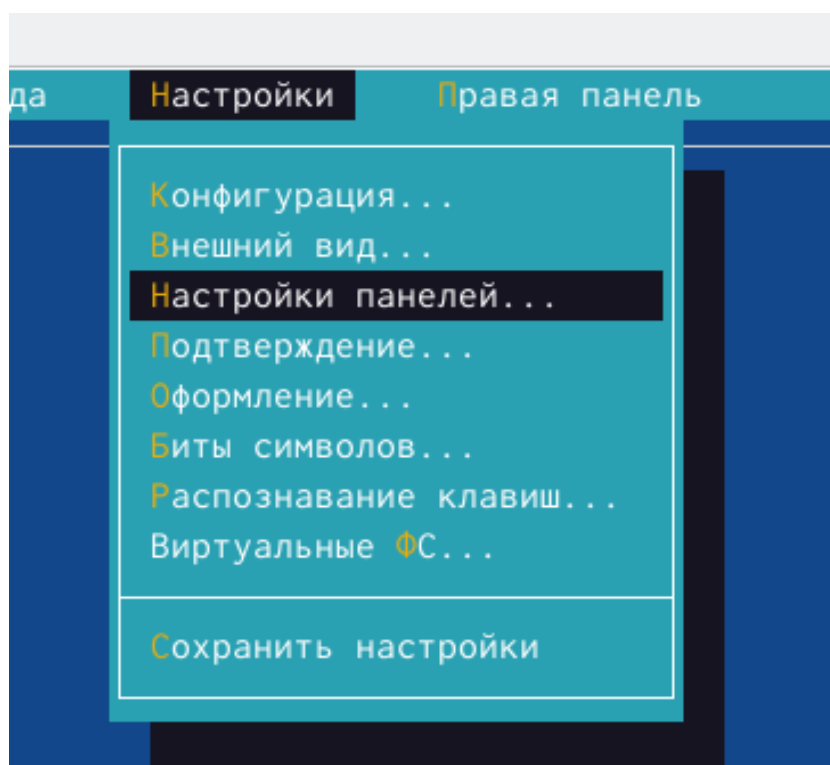 да Настройки Правая панель
Конфигурация...
Внешний вид...
Настройки панелей...
Подтверждение...
Оформление...
Биты символов...
Распознавание клавиш...
Виртуальные ФС...
Сохранить настройки